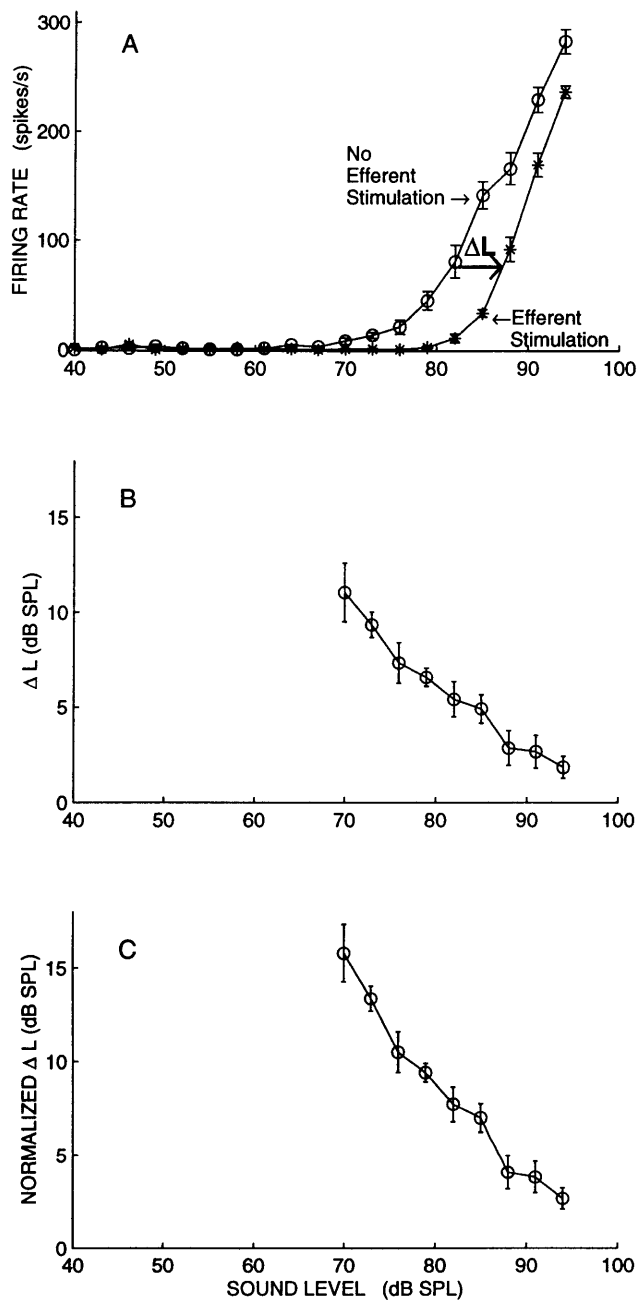 A
FIRING RATE (spikes/s)
300
200
100
0
No
Efferent
Stimulation→
ΔL
←Efferent
Stimulation
40 50 60 70 80 90 100
B
Δ L (dB SPL)
15
10
5
0
40 50 60 70 80 90 100
C
NORMALIZED Δ L (dB SPL)
15
10
5
0
40 50 60 70 80 90 100
SOUND LEVEL (dB SPL)